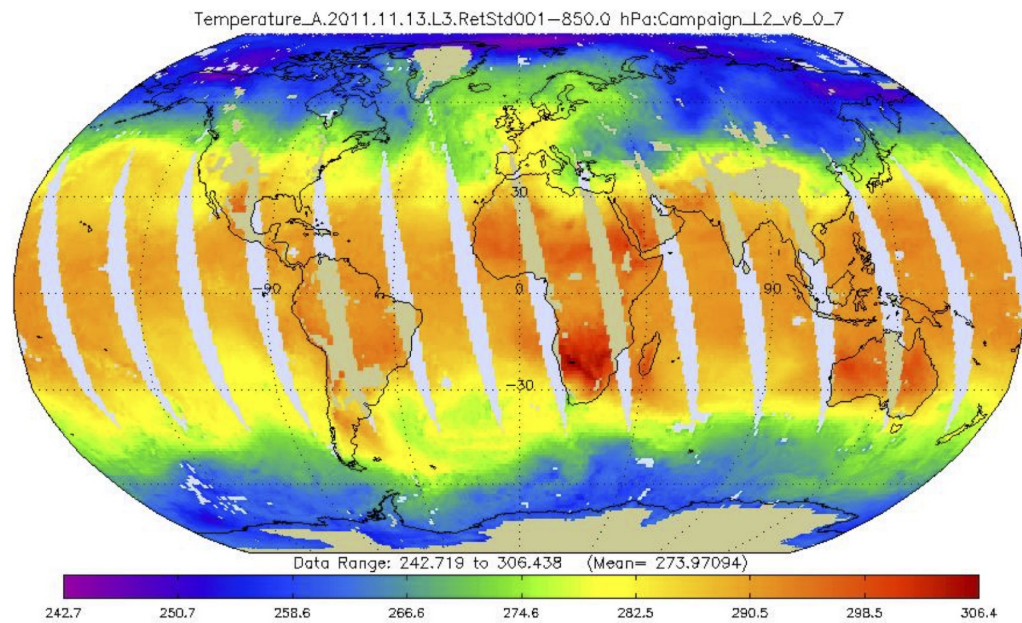 Temperature_A.2011.11.13.L3.RetStd001-850.0 hPa:Campaign_L2_v6_0_7
30
-90 0 90
-30
Data Range: 242.719 to 306.438 (Mean= 273.97094)
242.7 250.7 258.6 266.6 274.6 282.5 290.5 298.5 306.4